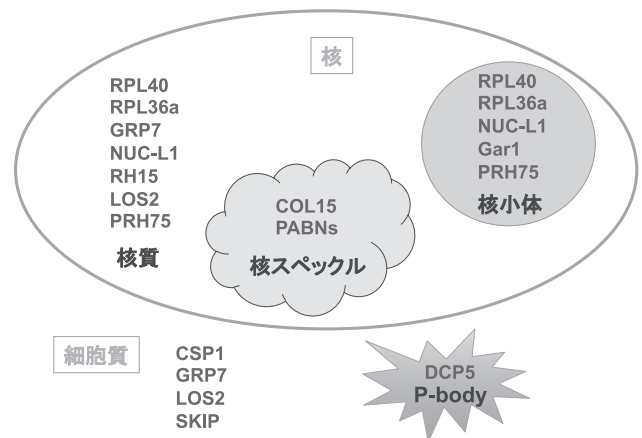 核
RPL40
RPL36a
GRP7
NUC-L1
RH15
LOS2
PRH75
核質
COL15
PABNs
核スペックル
RPL40
RPL36a
NUC-L1
Gar1
PRH75
核小体
細胞質
CSP1
GRP7
LOS2
SKIP
DCP5
P-body